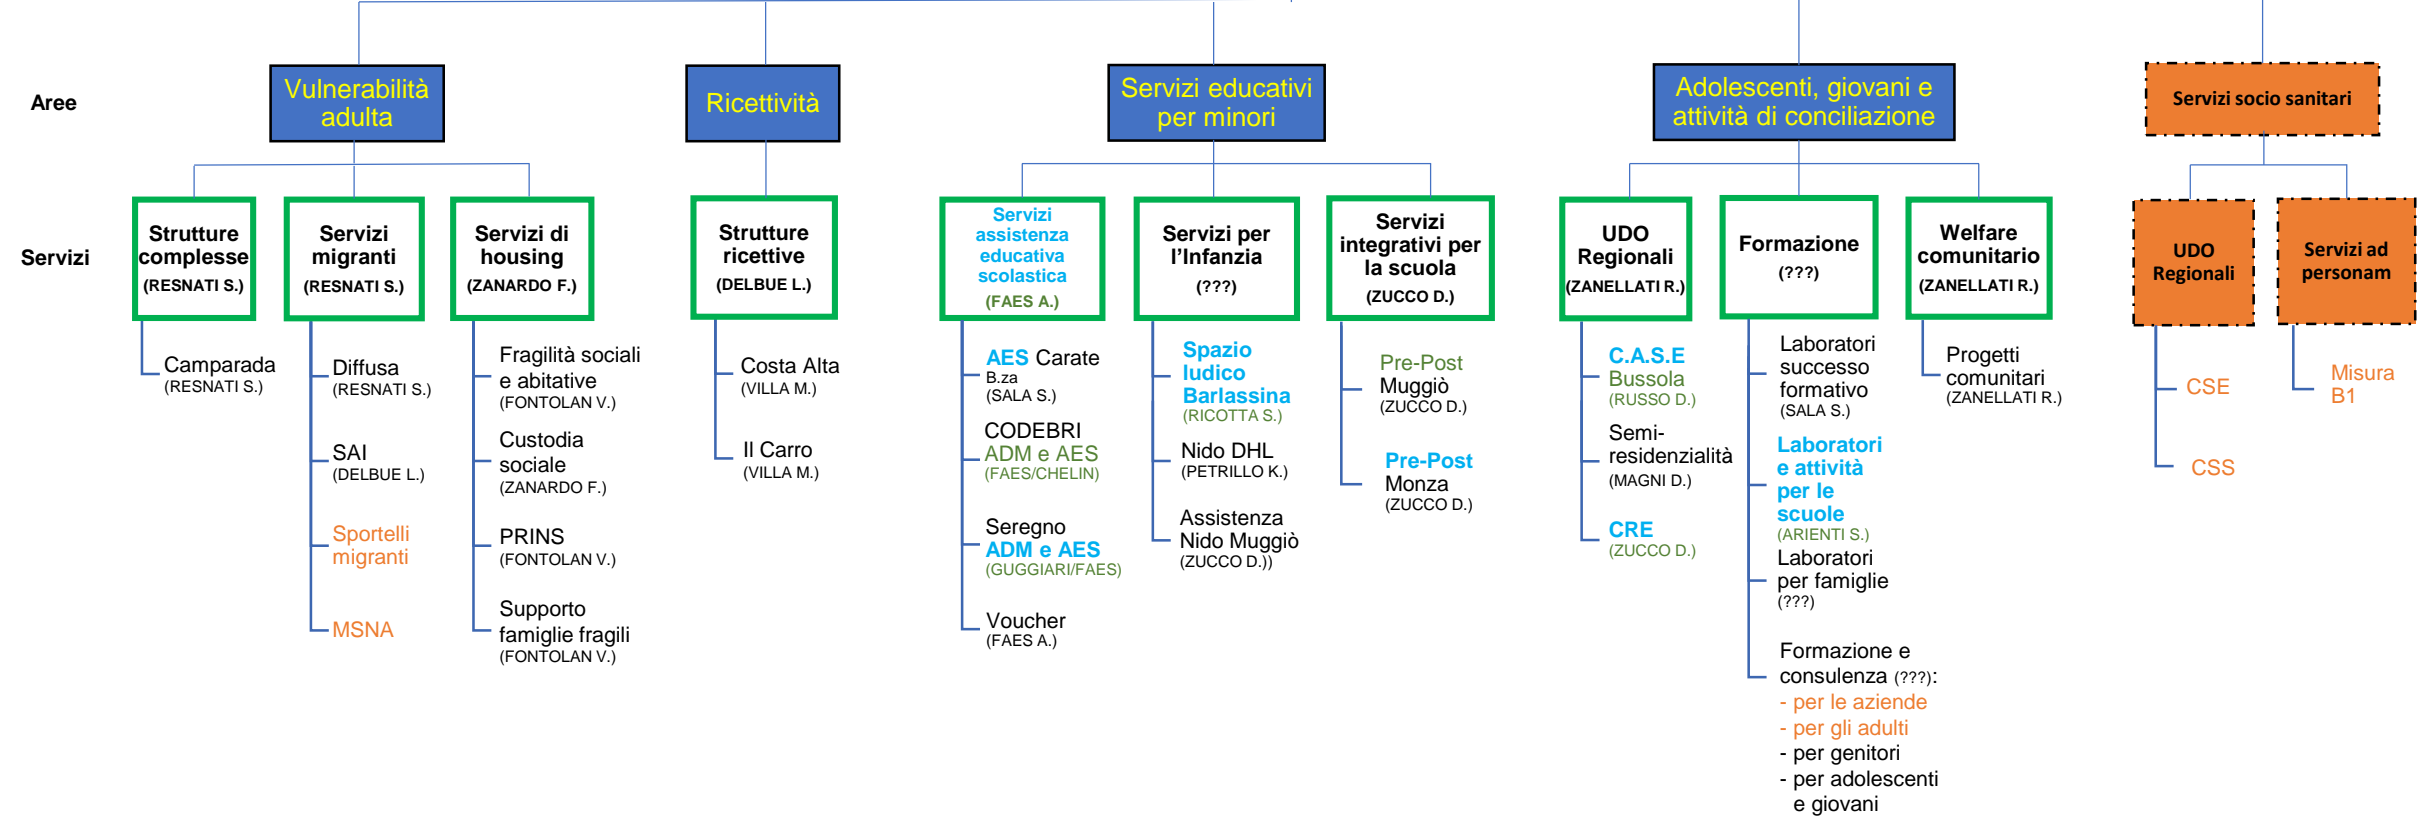 Aree
Vulnerabilità
adulta
Ricettività
Servizi educativi
per minori
Adolescenti, giovani e
attività di conciliazione
Servizi socio sanitari
Servizi
Strutture
complesse
(RESNATI S.)
Servizi
migranti
(RESNATI S.)
Servizi di
housing
(ZANARDO F.)
Strutture
ricettive
(DELBUE L.)
Servizi
assistenza
educativa
scolastica
(FAES A.)
Servizi per
l'Infanzia
(???)
Servizi
integrativi per
la scuola
(ZUCCO D.)
UDO
Regionali
(ZANELLATI R.)
Formazione
(???)
Welfare
comunitario
(ZANELLATI R.)
UDO
Regionali
Servizi ad
personam
Camparada
(RESNATI S.)
Diffusa
(RESNATI S.)
SAI
(DELBUE L.)
Sportelli
migranti
MSNA
Fragilità sociali
e abitative
(FONTOLAN V.)
Custodia
sociale
(ZANARDO F.)
PRINS
(FONTOLAN V.)
Supporto
famiglie fragili
(FONTOLAN V.)
Costa Alta
(VILLA M.)
Il Carro
(VILLA M.)
AES Carate
B.za
(SALA S.)
CODEBRI
ADM e AES
(FAES/CHELIN)
Seregno
ADM e AES
(GUGGIARI/FAES)
Voucher
(FAES A.)
Spazio
ludico
Barlassina
(RICOTTA S.)
Nido DHL
(PETRILLO K.)
Assistenza
Nido Muggiò
(ZUCCO D.))
Pre-Post
Muggiò
(ZUCCO D.)
Pre-Post
Monza
(ZUCCO D.)
C.A.S.E
Bussola
(RUSSO D.)
Semi-
residenzialità
(MAGNI D.)
CRE
(ZUCCO D.)
Laboratori
successo
formativo
(SALA S.)
Laboratori
e attività
per le
scuole
(ARIENTI S.)
Laboratori
per famiglie
(???)
Formazione e
consulenza (???):
- per le aziende
- per gli adulti
- per genitori
- per adolescenti
e giovani
Progetti
comunitari
(ZANELLATI R.)
CSE
CSS
Misura
B1